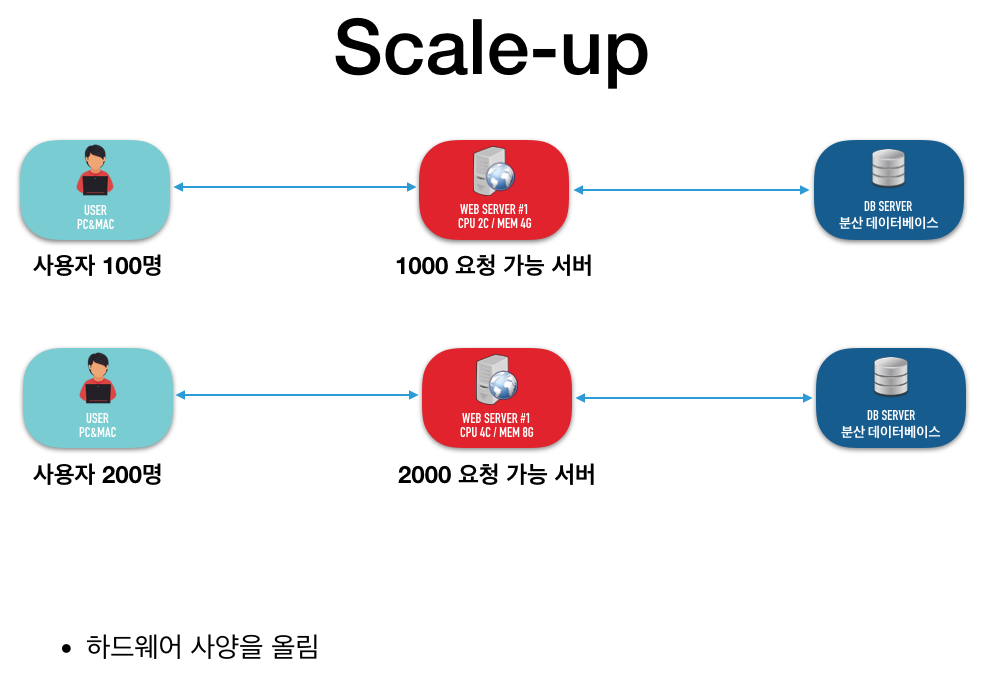 Scale-up
USER
PC&MAC
WEB SERVER #1
CPU 2C / MEM 4G
DB SERVER
분산 데이터베이스
사용자 100명
1000 요청 가능 서버
USER
PC&MAC
WEB SERVER #1
CPU 4C / MEM 8G
DB SERVER
분산 데이터베이스
사용자 200명
2000 요청 가능 서버
• 하드웨어 사양을 올림